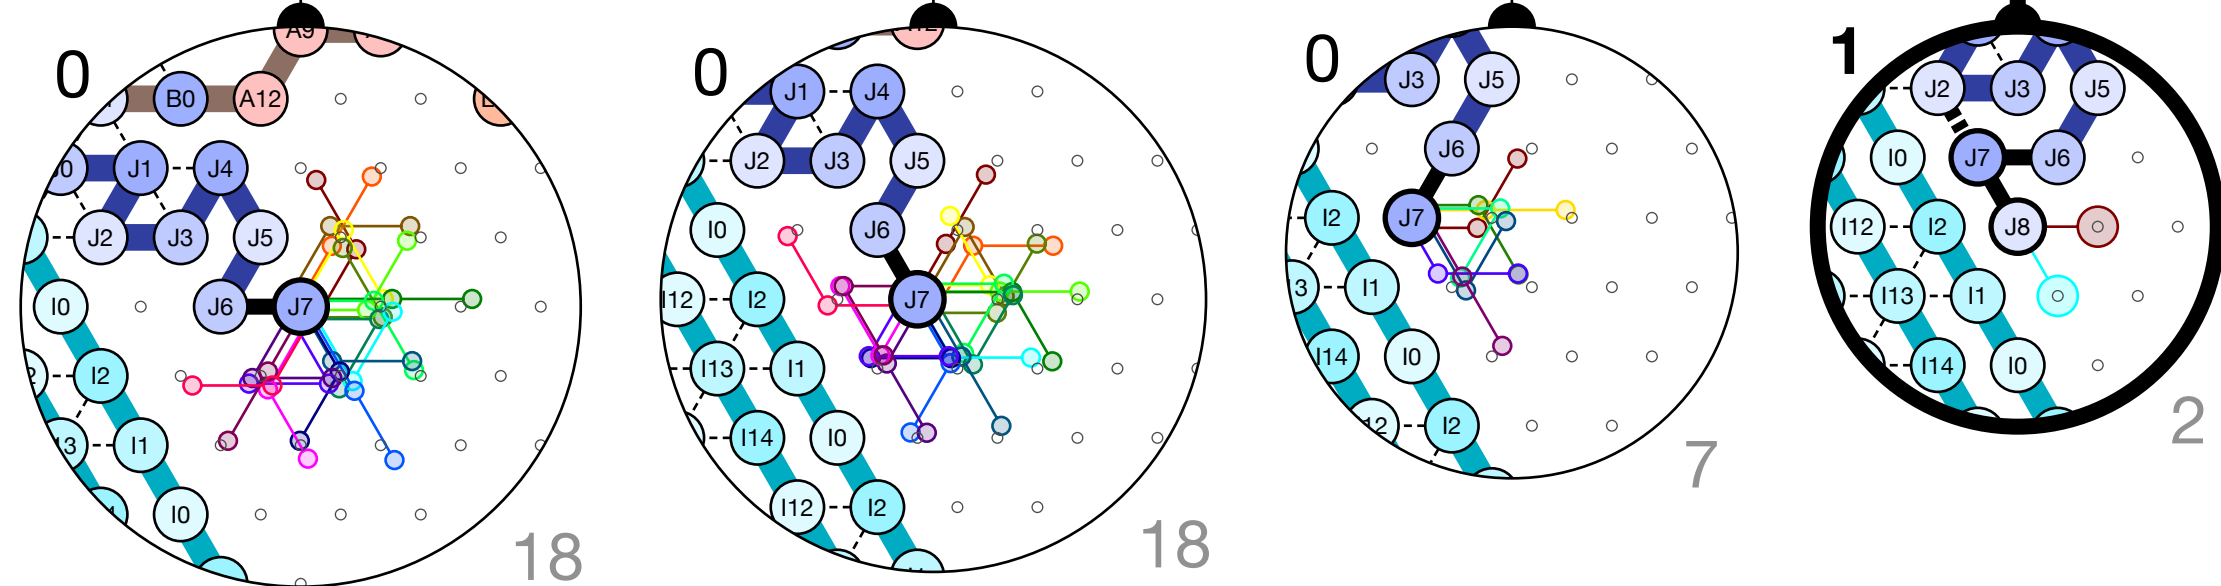 0
A9
B0 A12
J1 J4
J2 J3 J5
I0 J6 J7
I2
I1
I0
18
0
J1 J4
J2 J3 J5
I0 J6
I12 I2 J7
I13 I1
I14 I0
I12 I2
18
0
J3 J5
J6
I2 J7
I1
I14 I0
I2
7
1
J2 J3 J5
I0 J7 J6
I12 I2 J8
I13 I1
I14 I0
2